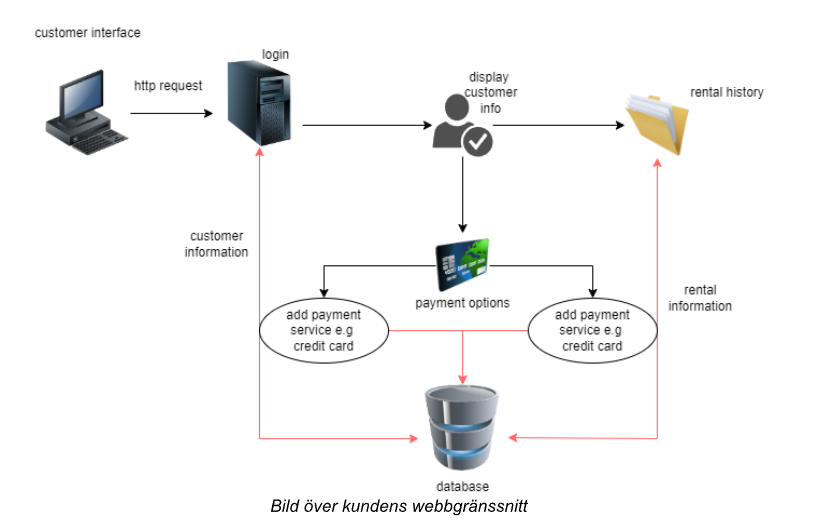 customer interface
login
http request
display
customer
info
rental history
customer
information
payment options
rental
information
add payment
service e.g
credit card
add payment
service e.g
credit card
database
Bild över kundens webbgränssnitt